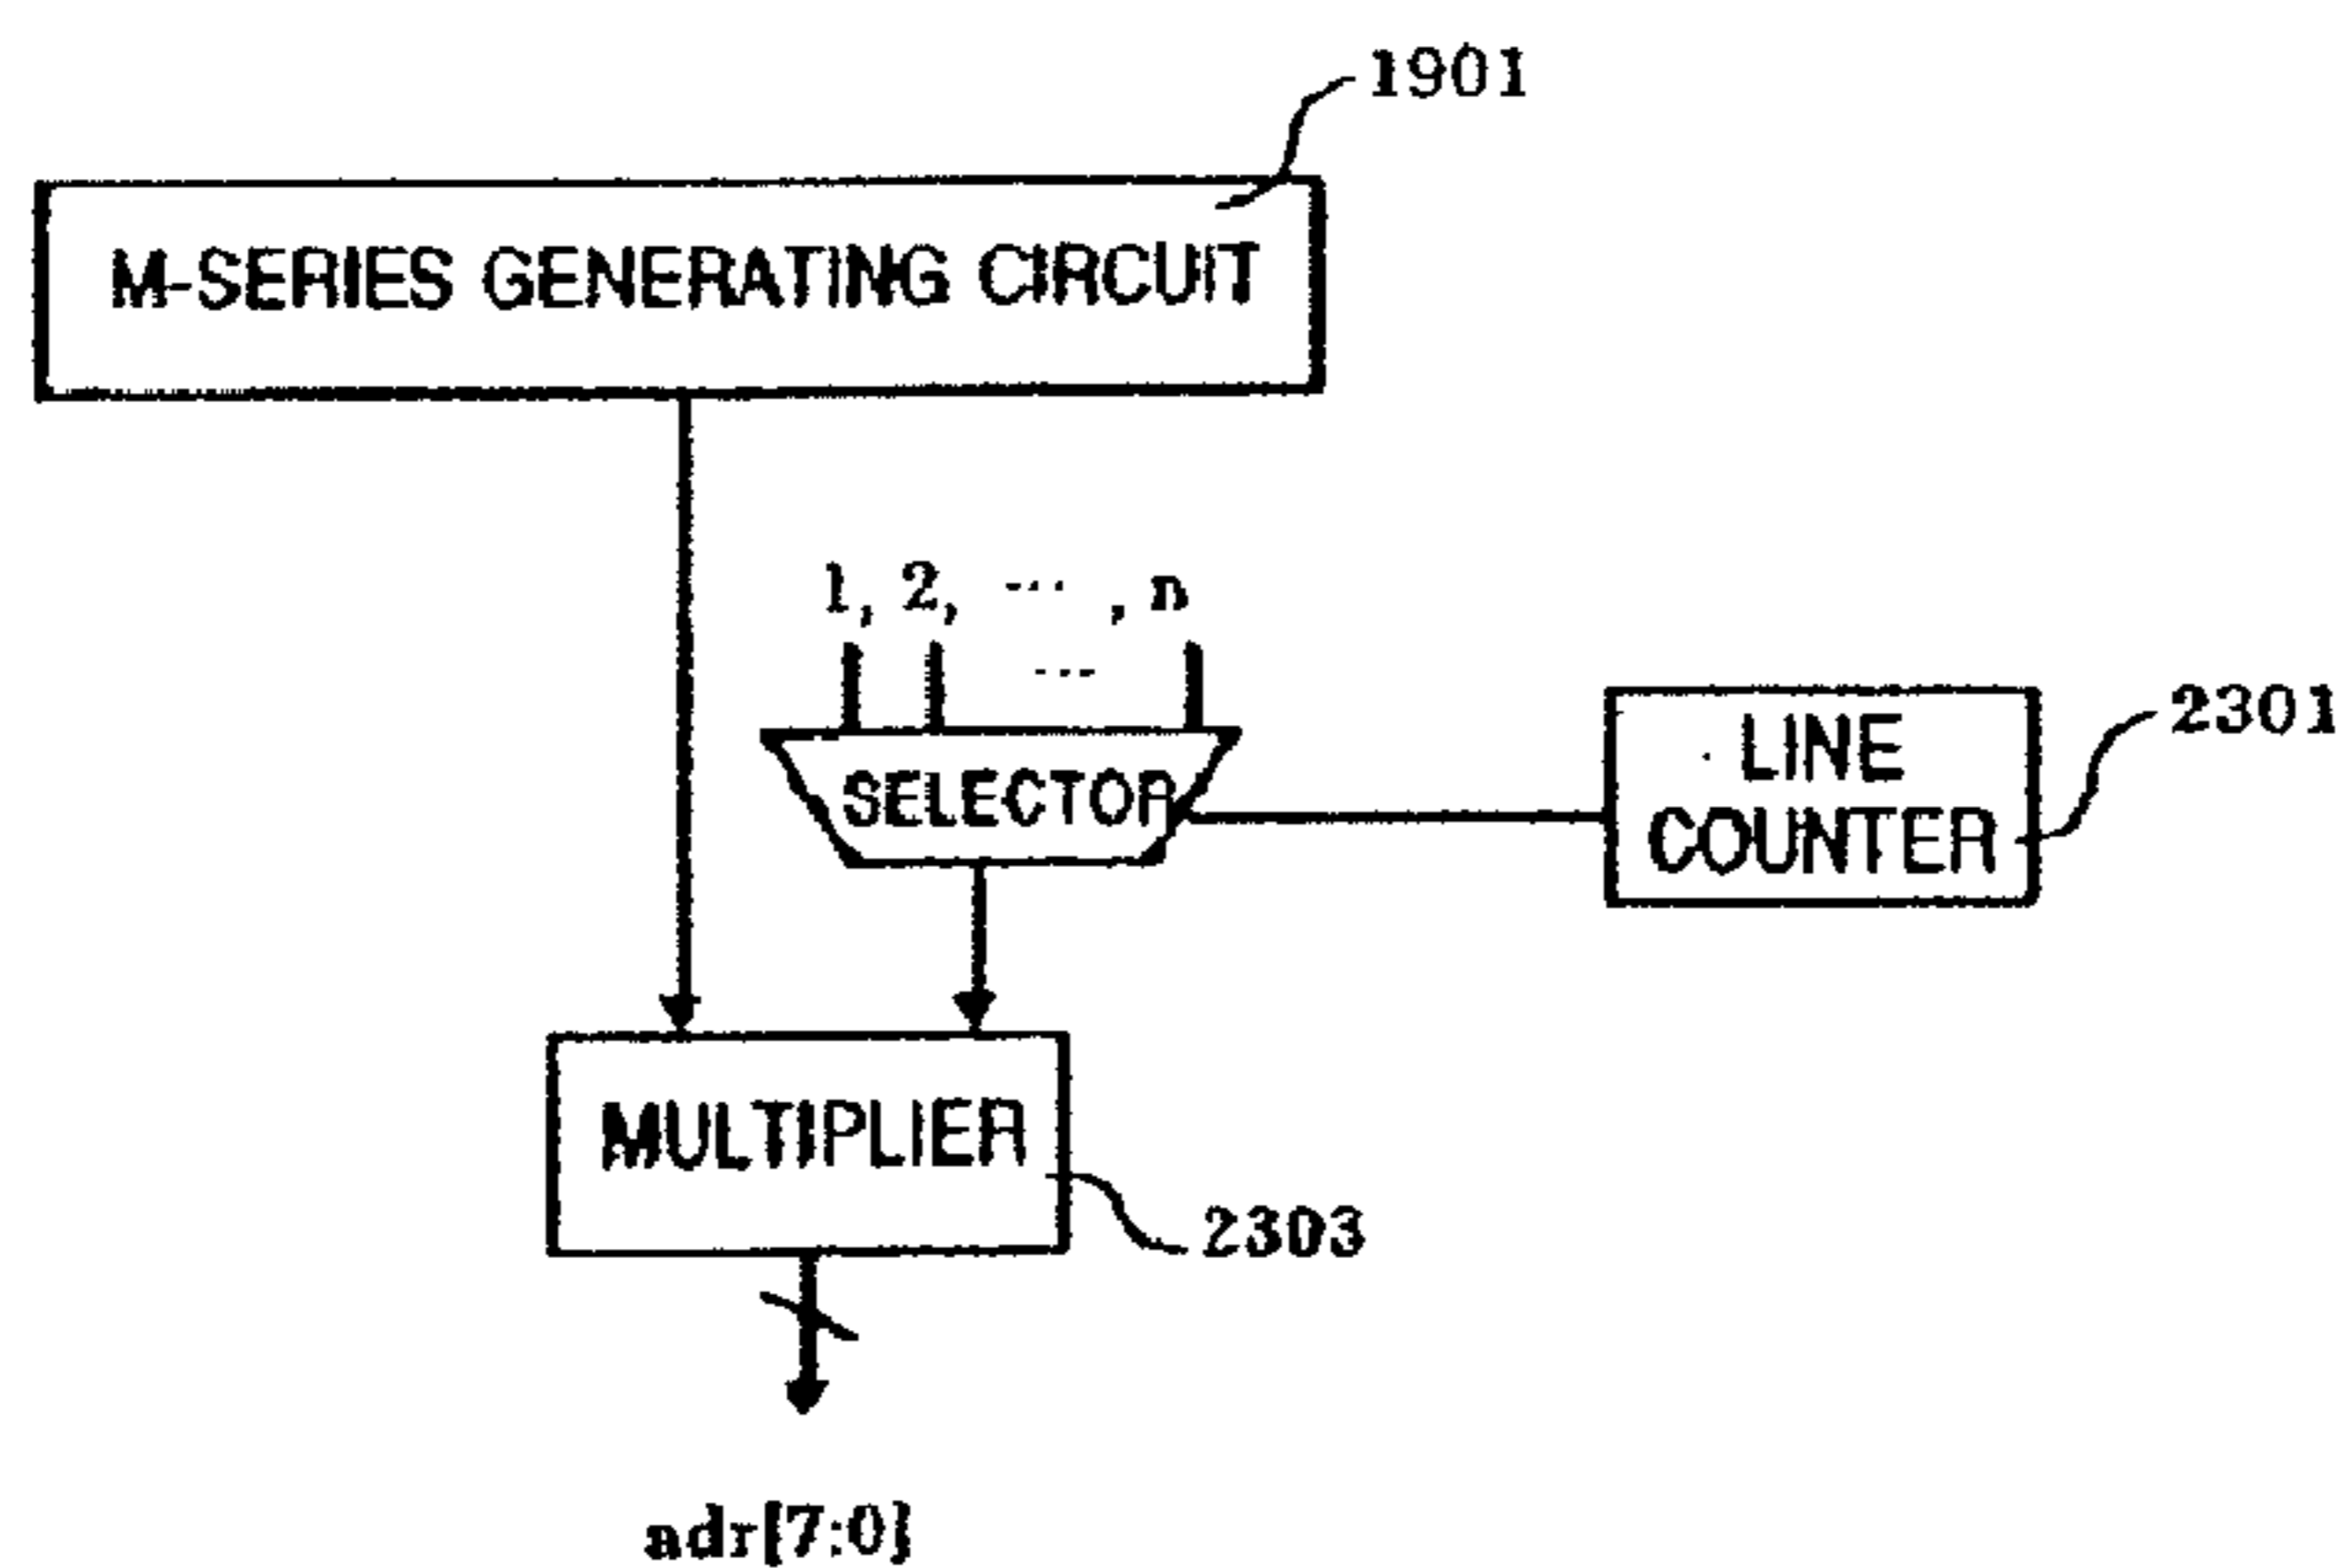 1901
M-SERIES GENERATING CIRCUIT
1, 2, ... , n
...
SELECTOR
LINE
COUNTER
2301
MULTIPLIER
2303
adr[7:0]